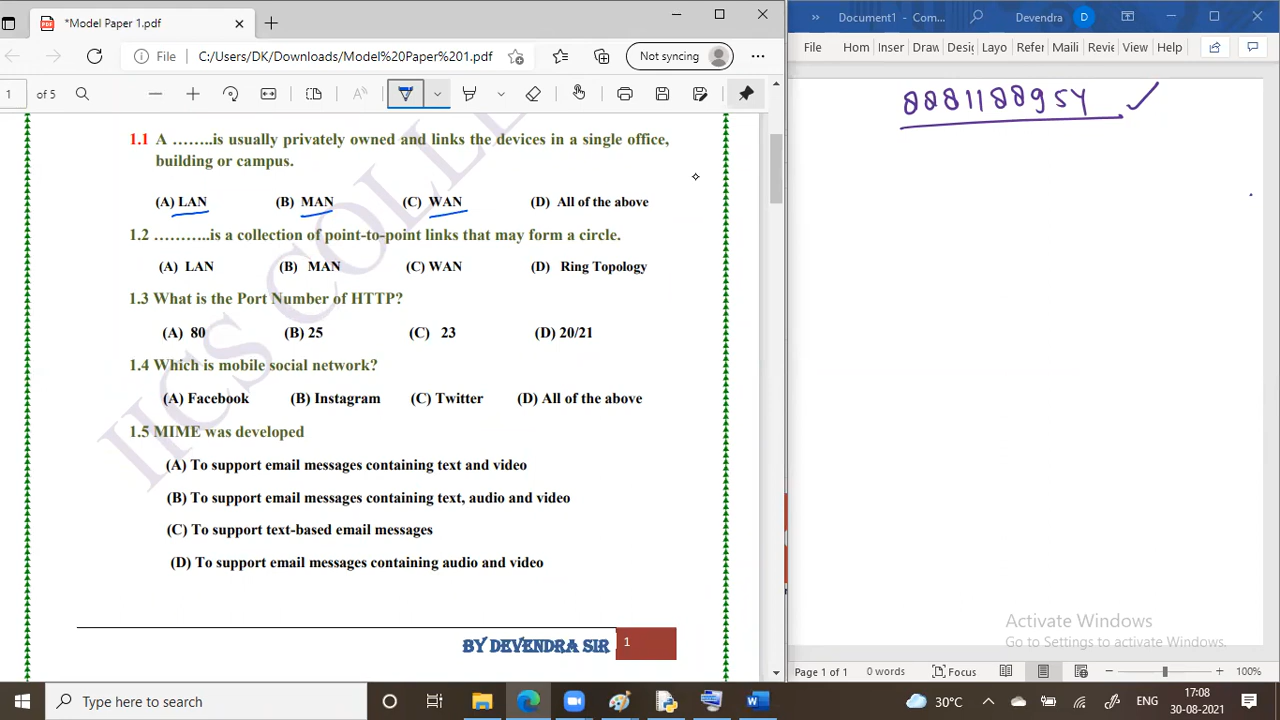 *Model Paper 1.pdf
File
C:/Users/DK/Downloads/Model%20Paper%201.pdf
Not syncing
1
of 5
1.1 A ……..is usually privately owned and links the devices in a single office,
building or campus.
(A) LAN (B) MAN (C) WAN (D) All of the above
1.2 ………..is a collection of point-to-point links that may form a circle.
(A) LAN (B) MAN (C) WAN (D) Ring Topology
1.3 What is the Port Number of HTTP?
(A) 80 (B) 25 (C) 23 (D) 20/21
1.4 Which is mobile social network?
(A) Facebook (B) Instagram (C) Twitter (D) All of the above
1.5 MIME was developed
(A) To support email messages containing text and video
(B) To support email messages containing text, audio and video
(C) To support text-based email messages
(D) To support email messages containing audio and video
BY DEVENDRA SIR
1
IICS COLLE
Document1 - Com...
Devendra
D
File Hom Inser Draw Desig Layo Refer Maili Revie View Help
8881188954
Activate Windows
Go to Settings to activate Windows.
Page 1 of 1 0 words Focus 100%
Type here to search
30°C
ENG
17:08
30-08-2021